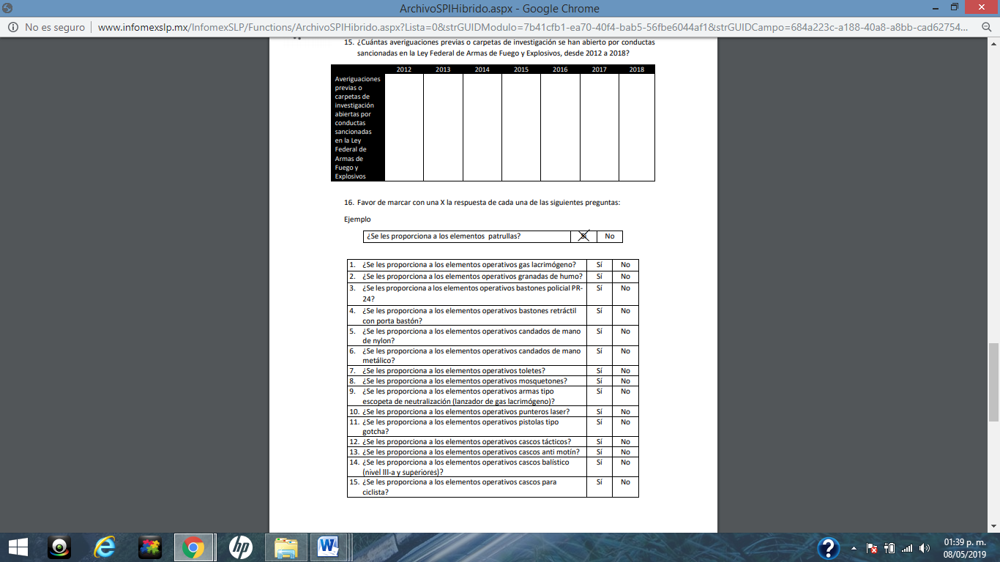 ArchivoSPIHibrido.aspx - Google Chrome
No es seguro | www.infomexslp.mx/InfomexSLP/Functions/ArchivoSPIHibrido.aspx?Lista=0&strGUIDModulo=7b41cfb1-ea70-40f4-bab5-56fbe6044af1&strGUIDCampo=684a223c-a188-40a8-a8bb-cad62754...
15. ¿Cuántas averiguaciones previas o carpetas de investigación se han abierto por conductas
sancionadas en la Ley Federal de Armas de Fuego y Explosivos, desde 2012 a 2018?
2012 2013 2014 2015 2016 2017 2018
Averiguaciones
previas o
carpetas de
investigación
abiertas por
conductas
sancionadas
en la Ley
Federal de
Armas de
Fuego y
Explosivos
16. Favor de marcar con una X la respuesta de cada una de las siguientes preguntas:
Ejemplo
¿Se les proporciona a los elementos patrullas? Sí No
1. ¿Se les proporciona a los elementos operativos gas lacrimógeno? Sí No
2. ¿Se les proporciona a los elementos operativos granadas de humo? Sí No
3. ¿Se les proporciona a los elementos operativos bastones policial PR- Sí No
24?
4. ¿Se les proporciona a los elementos operativos bastones retráctil Sí No
con porta bastón?
5. ¿Se les proporciona a los elementos operativos candados de mano Sí No
de nylon?
6. ¿Se les proporciona a los elementos operativos candados de mano Sí No
metálico?
7. ¿Se les proporciona a los elementos operativos toletes? Sí No
8. ¿Se les proporciona a los elementos operativos mosquetones? Sí No
9. ¿Se les proporciona a los elementos operativos armas tipo Sí No
escopeta de neutralización (lanzador de gas lacrimógeno)?
10. ¿Se les proporciona a los elementos operativos punteros laser? Sí No
11. ¿Se les proporciona a los elementos operativos pistolas tipo Sí No
gotcha?
12. ¿Se les proporciona a los elementos operativos cascos tácticos? Sí No
13. ¿Se les proporciona a los elementos operativos cascos anti motín? Sí No
14. ¿Se les proporciona a los elementos operativos cascos balístico Sí No
(nivel III-a y superiores)?
15. ¿Se les proporciona a los elementos operativos cascos para Sí No
ciclista?
hp
01:39 p. m.
08/05/2019